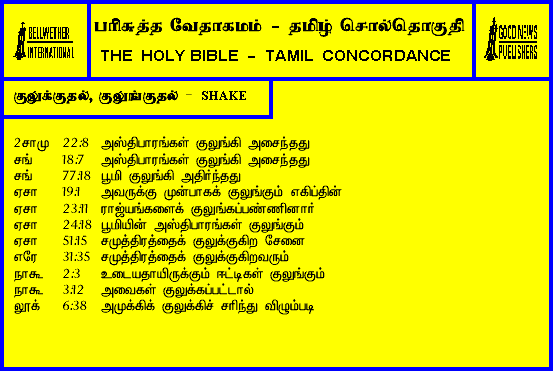 BELLWETHER
INTERNATIONAL
பரிசுத்த வேதாகமம் - தமிழ் சொல்தொகுதி
THE HOLY BIBLE - TAMIL CONCORDANCE
GOOD NEWS
PUBLISHERS
குலுக்குதல், குலுங்குதல் - SHAKE
2சாமு 22:8 அஸ்திபாரங்கள் குலுங்கி அசைந்தது
சங் 18:7 அஸ்திபாரங்கள் குலுங்கி அசைந்தது
சங் 77:18 பூமி குலுங்கி அதிர்ந்தது
ஏசா 19:1 அவருக்கு முன்பாகக் குலுங்கும் எகிப்தின்
ஏசா 23:11 ராஜ்யங்களைக் குலுங்கப்பண்ணினார்
ஏசா 24:18 பூமியின் அஸ்திபாரங்கள் குலுங்கும்
ஏசா 51:15 சமுத்திரத்தைக் குலுக்குகிற சேனை
எரே 31:35 சமுத்திரத்தைக் குலுக்குகிறவரும்
நாகூ 2:3 உடையதாயிருக்கும் ஈட்டிகள் குலுங்கும்
நாகூ 3:12 அவைகள் குலுக்கப்பட்டால்
லூக் 6:38 அமுக்கிக் குலுக்கிச் சரிந்து விழும்படி